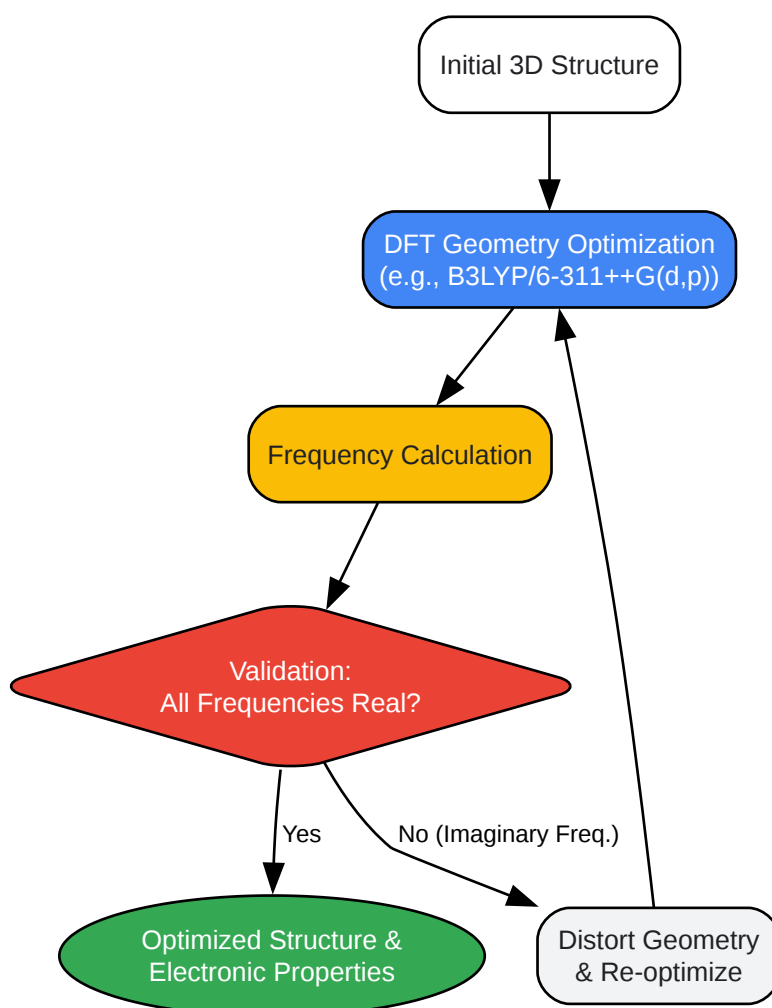 Initial 3D Structure
DFT Geometry Optimization
(e.g., B3LYP/6-311++G(d,p))
Frequency Calculation
Validation:
All Frequencies Real?
Yes
No (Imaginary Freq.)
Optimized Structure &
Electronic Properties
Distort Geometry
& Re-optimize